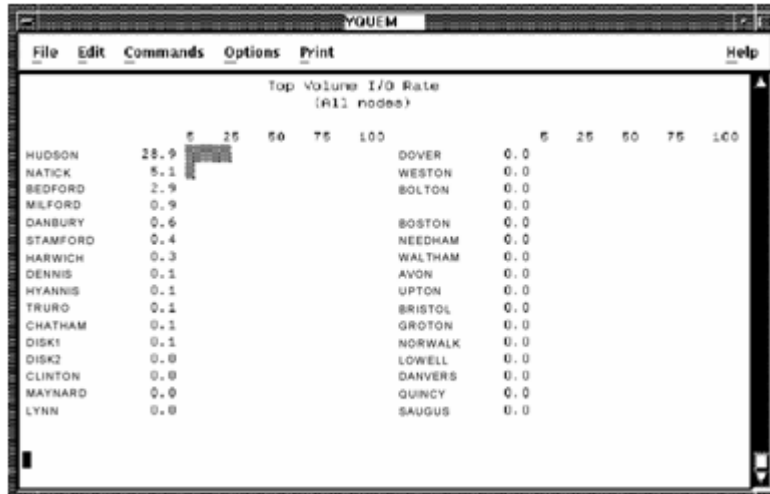 YQUEM
File Edit Commands Options Print Help
Top Volume I/O Rate
(All nodes)
5 25 50 75 100 5 25 50 75 100
HUDSON 28.9 DOVER 0.0
NATICK 5.1 WESTON 0.0
BEDFORD 2.9 BOLTON 0.0
MILFORD 0.9 0.0
DANBURY 0.6 BOSTON 0.0
STAMFORD 0.4 NEEDHAM 0.0
HARWICH 0.3 WALTHAM 0.0
DENNIS 0.1 AVON 0.0
HYANNIS 0.1 UPTON 0.0
TRURO 0.1 BRISTOL 0.0
CHATHAM 0.1 GROTON 0.0
DISK1 0.1 NORWALK 0.0
DISK2 0.0 LOWELL 0.0
CLINTON 0.0 DANVERS 0.0
MAYNARD 0.0 QUINCY 0.0
LYNN 0.0 SAUGUS 0.0